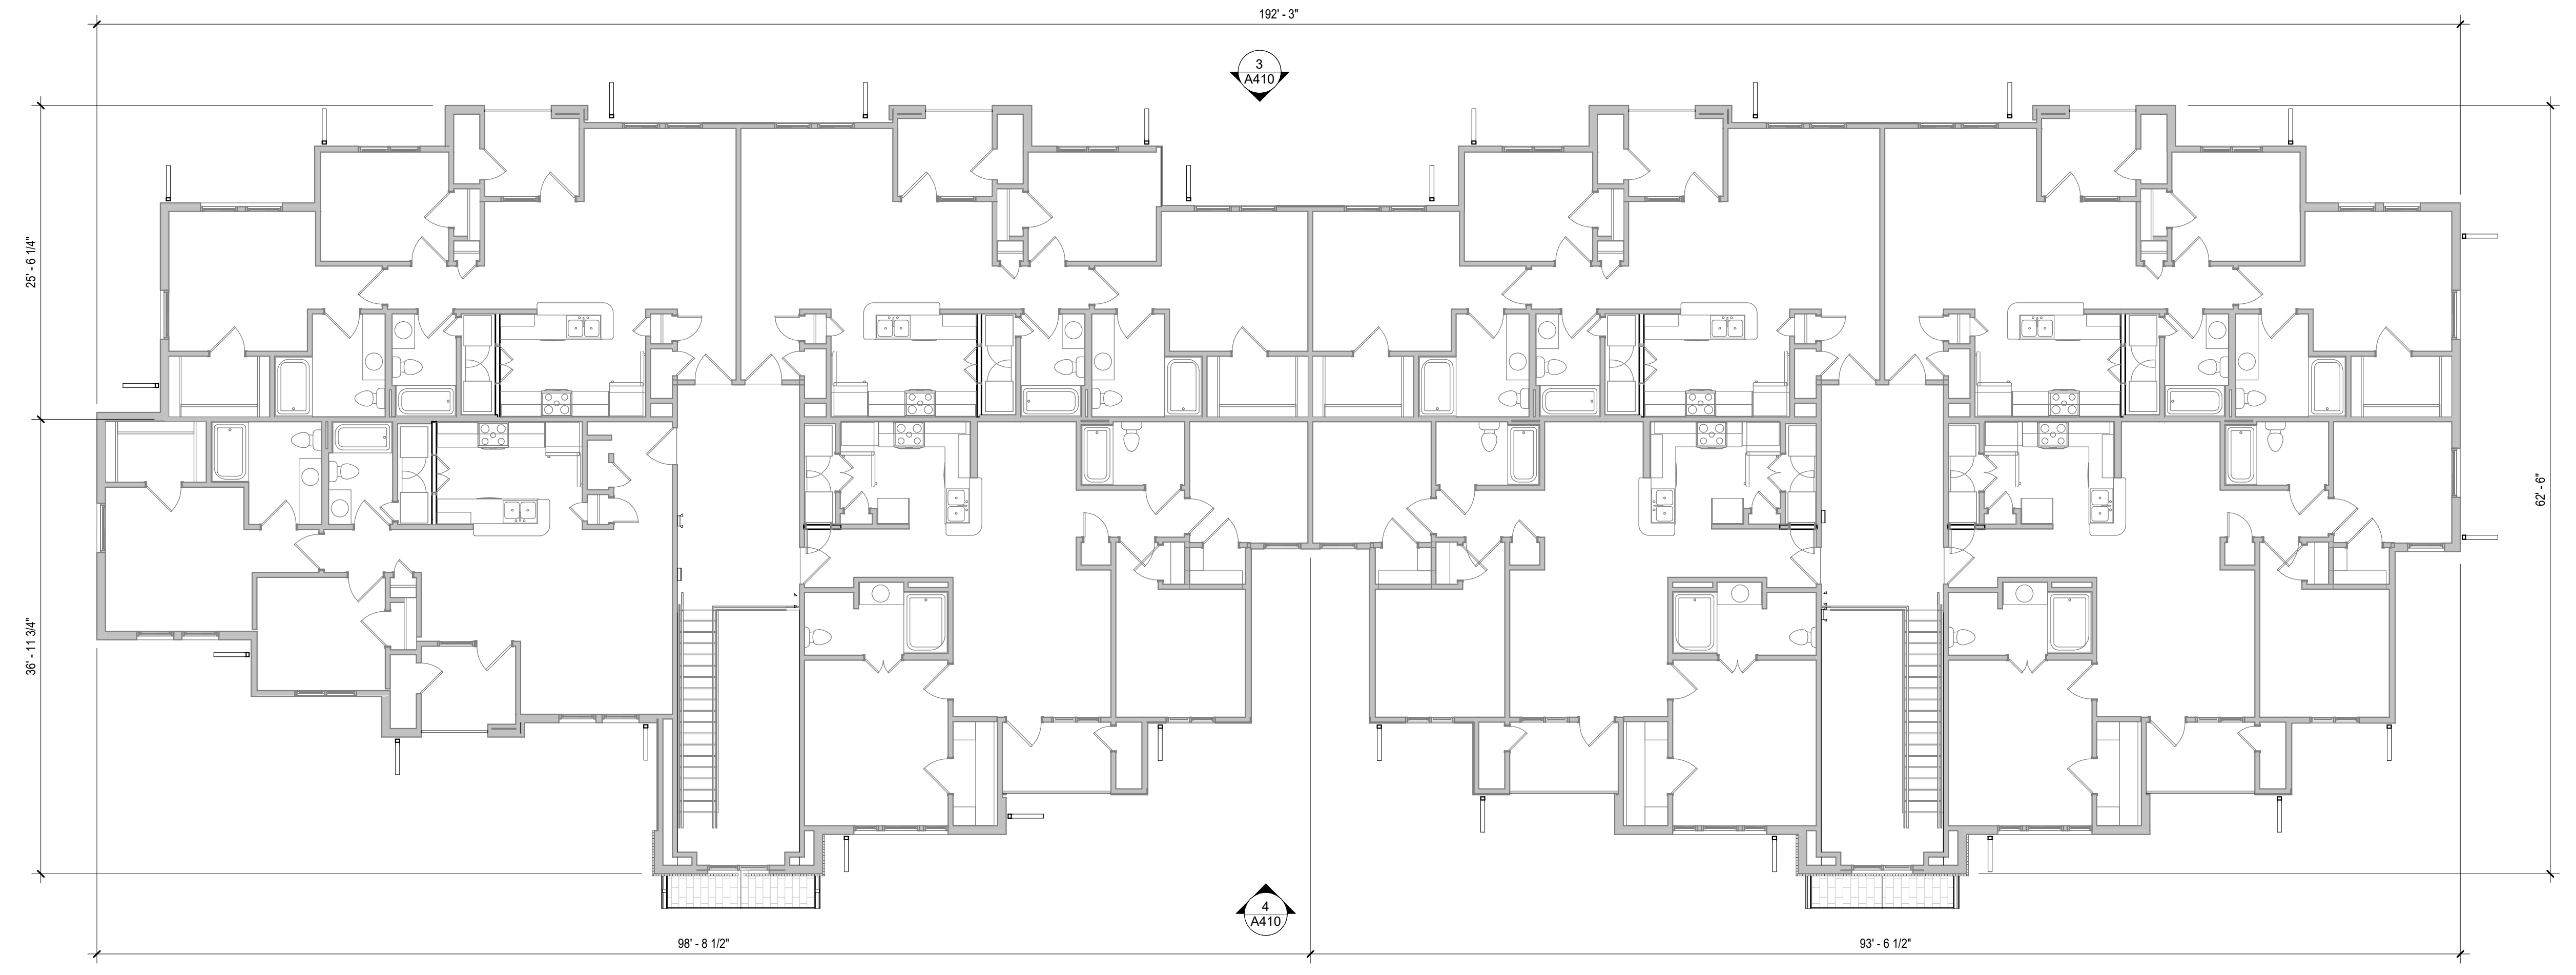 192' - 3"
3
A410
25' - 6 1/4"
62' - 6"
36' - 11 3/4"
4
A410
98' - 8 1/2"
93' - 6 1/2"